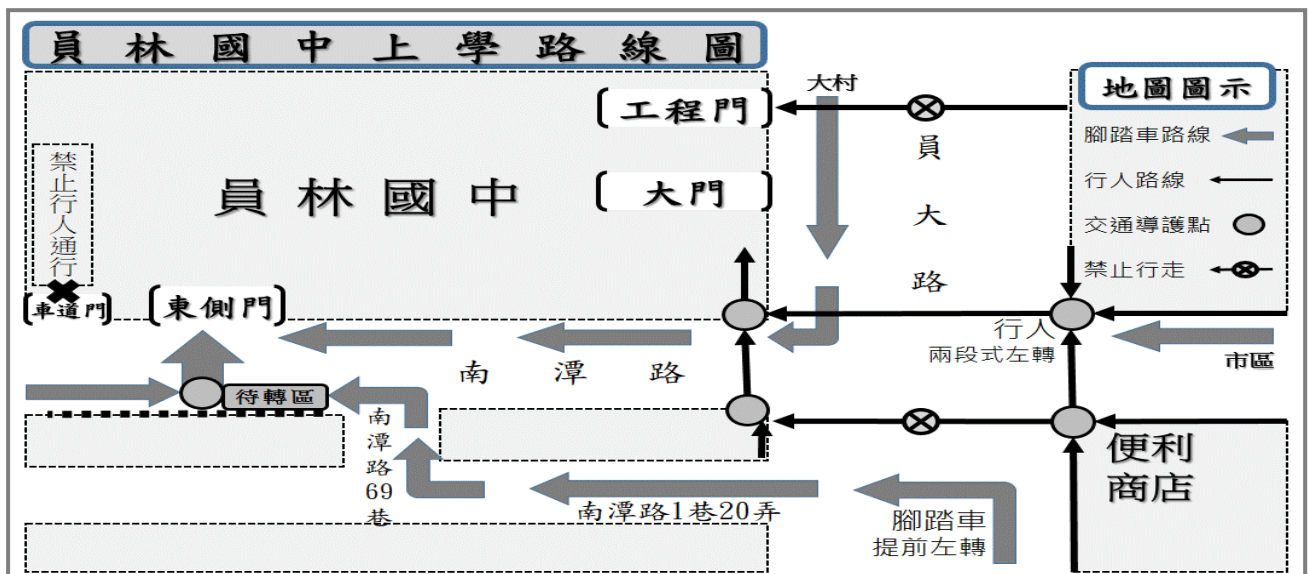 員林國中上學路線圖
大村
地圖圖示
工程門
腳踏車路線
行人路線
交通導護點
禁止行走
禁止行人通行
員林國中
大門
員大路
車道門
東側門
行人
兩段式左轉
市區
南潭路
待轉區
南潭路69巷
便利
商店
南潭路1巷20弄
腳踏車
提前左轉